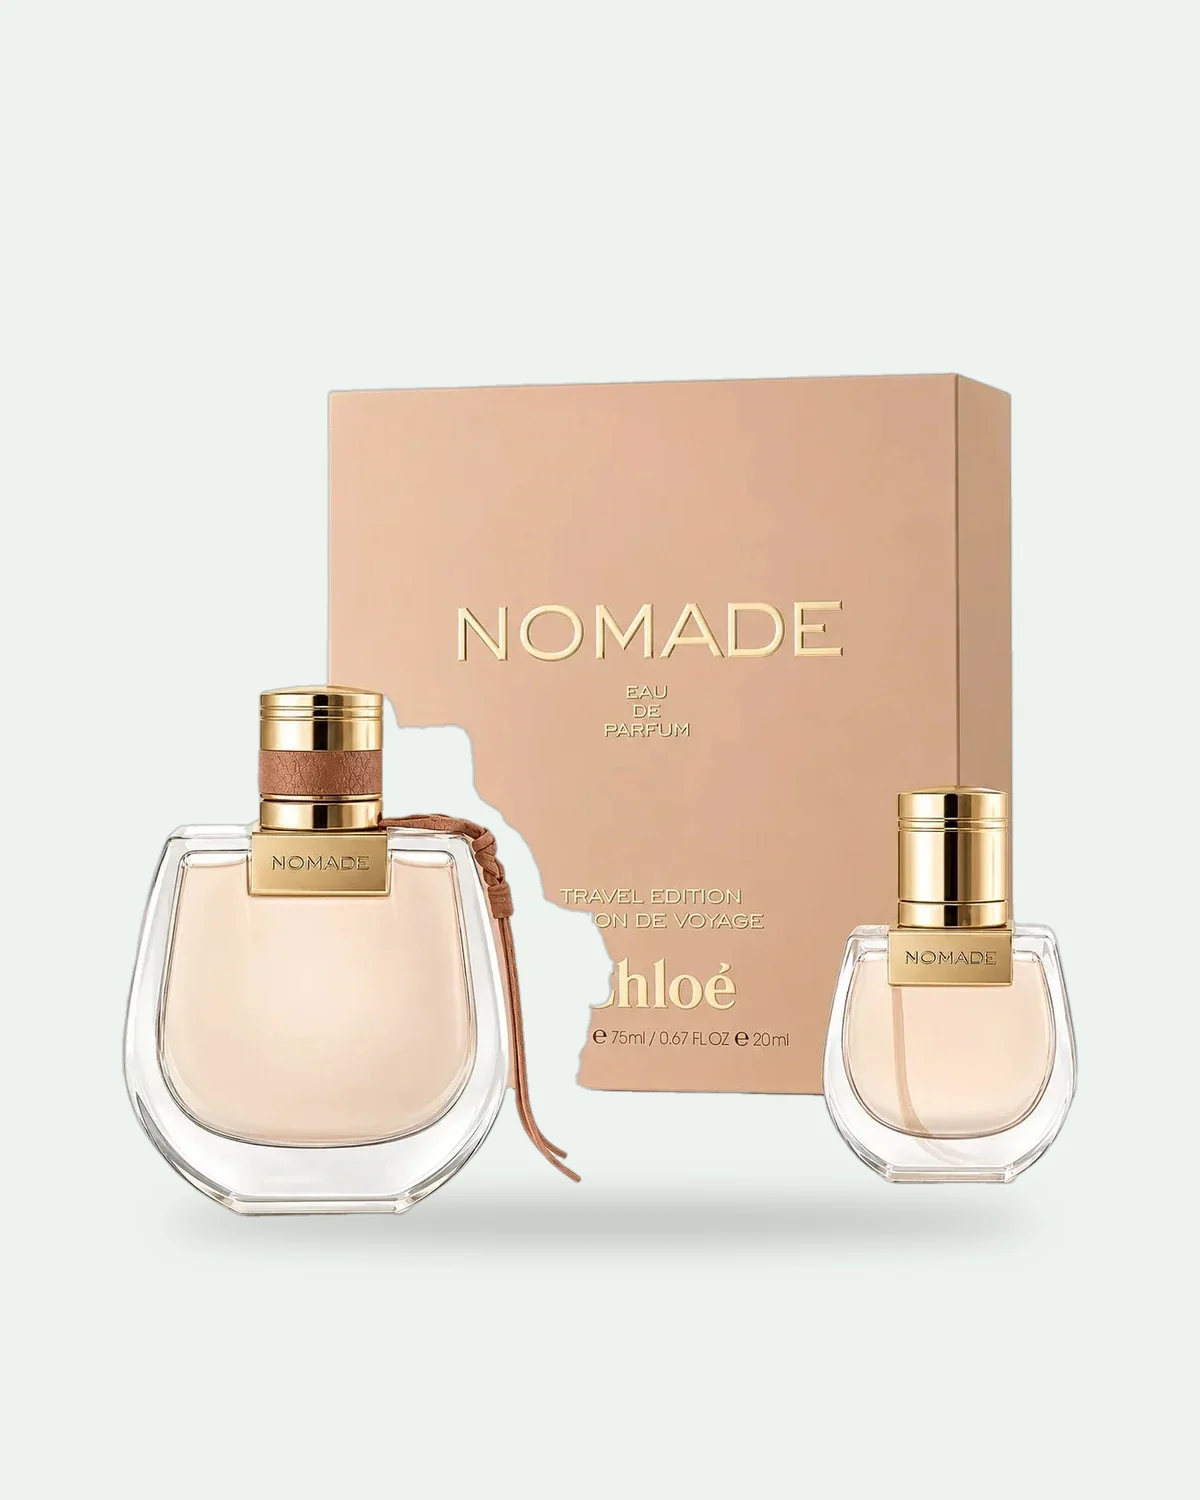 NOMADE
EAU
DE
PARFUM
NOMADE
TRAVEL EDITION
ON DE VOYAGE
hloé
e 75ml / 0.67 FL OZ e 20ml
NOMADE